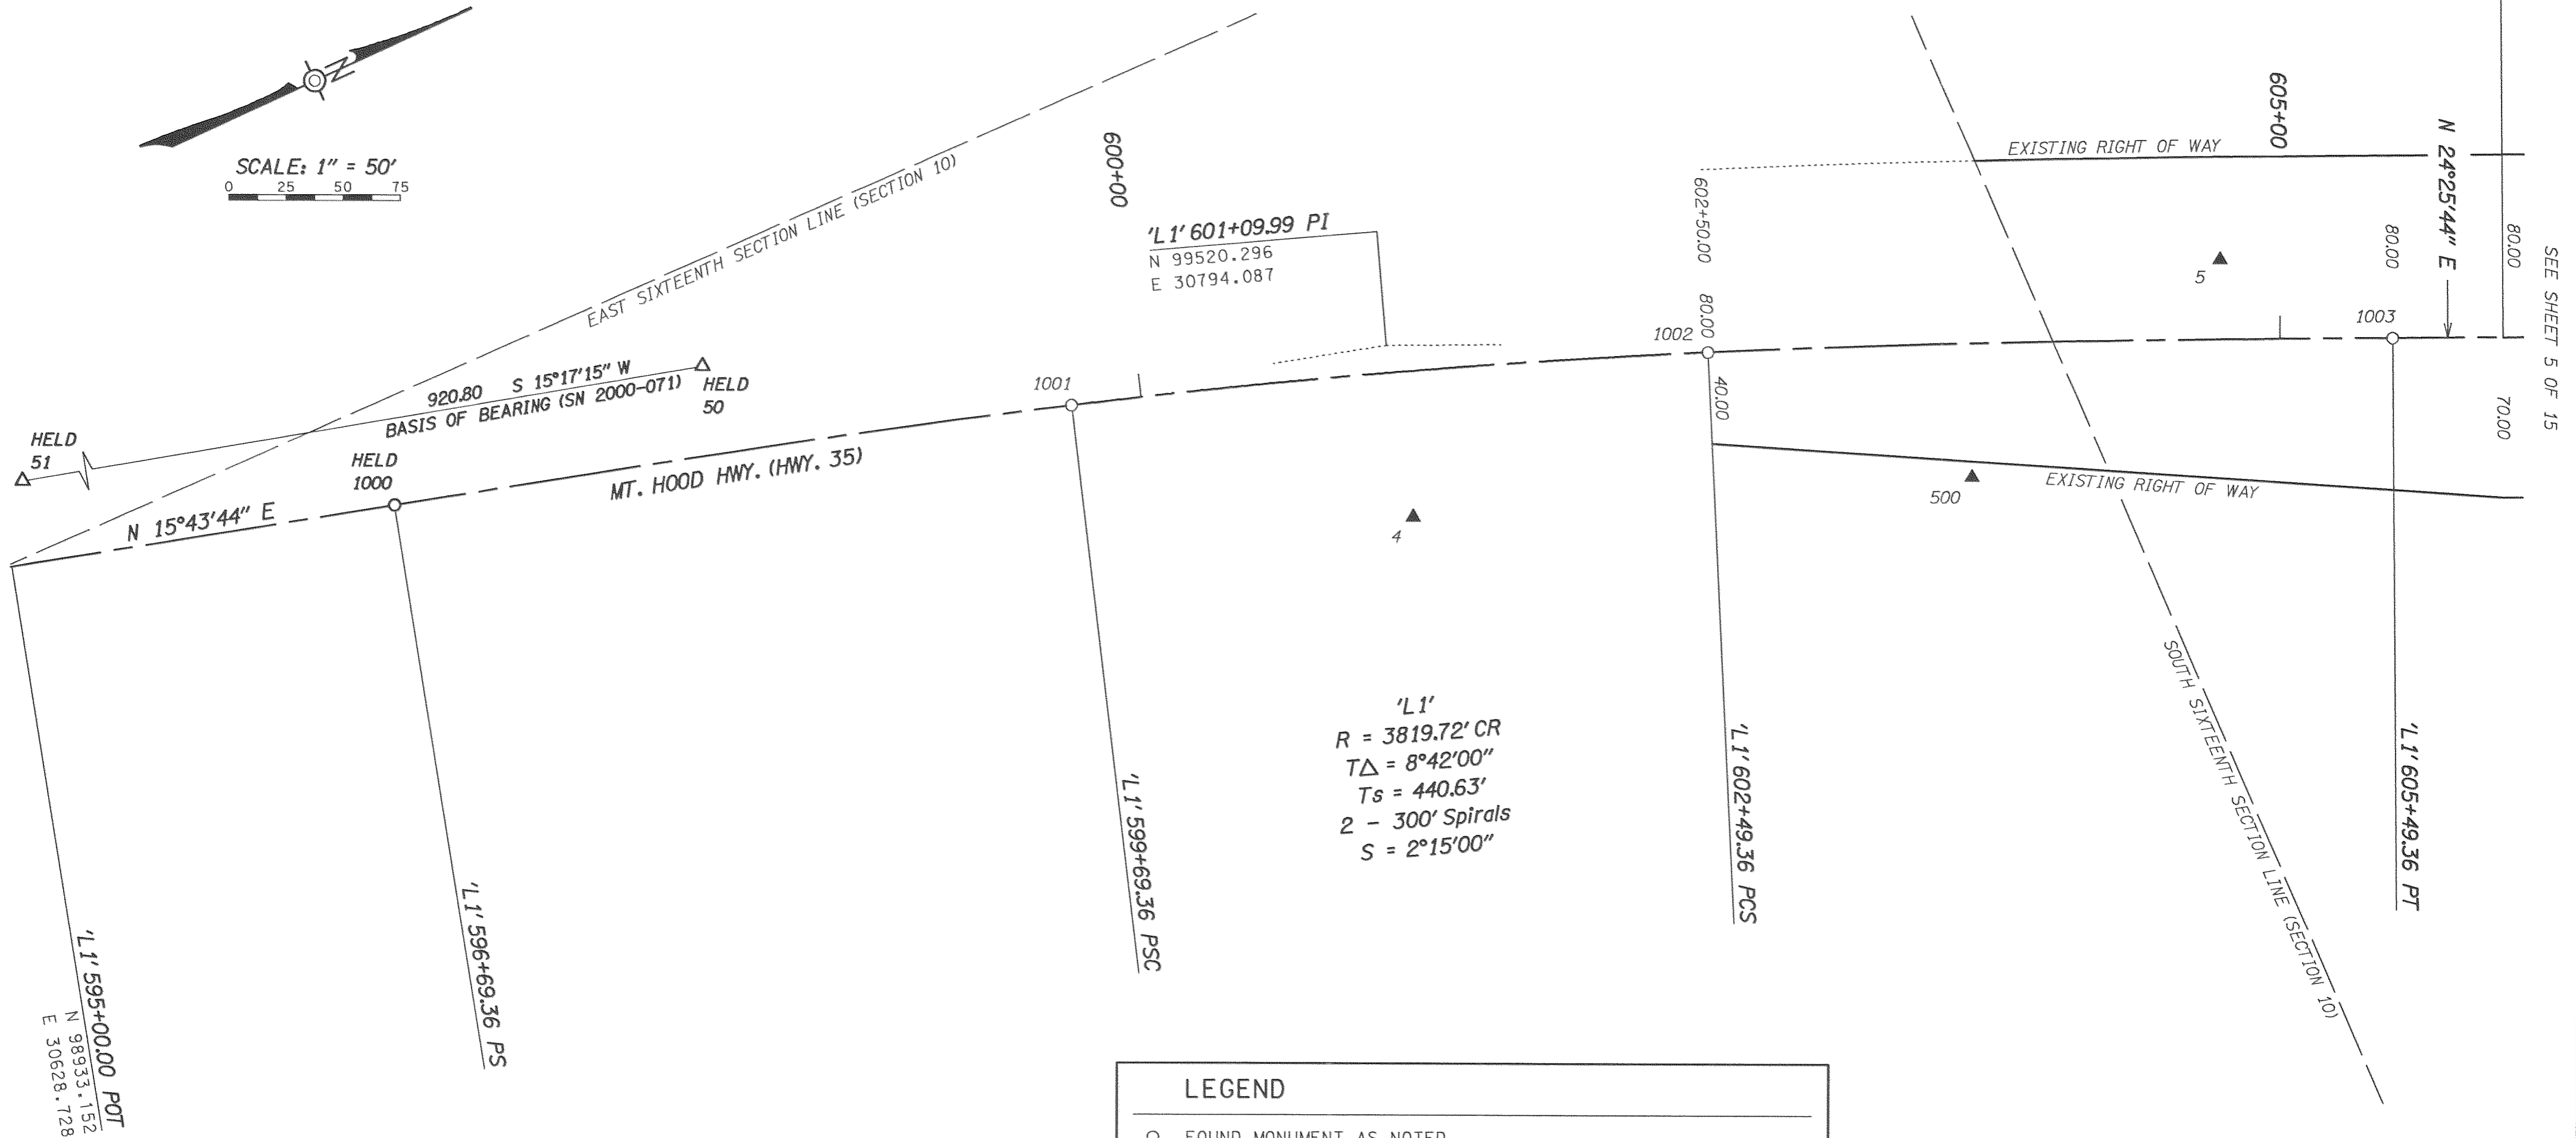 N
SCALE: 1" = 50'
0 25 50 75
EAST SIXTEENTH SECTION LINE (SECTION 10)
600+00
'L1' 601+09.99 PI
N 99520.296
E 30794.087
602+50.00 80.00
EXISTING RIGHT OF WAY
605+00
N 24°25'44" E
80.00
80.00
SEE SHEET 5 OF 15
5
1002
1003
920.80 S 15°17'15" W
BASIS OF BEARING (SN 2000-071)
HELD
50
HELD
51
HELD
1000
1001
40.00
70.00
N 15°43'44" E
MT. HOOD HWY. (HWY. 35)
4
500
EXISTING RIGHT OF WAY
SOUTH SIXTEENTH SECTION LINE (SECTION 10)
'L1'
R = 3819.72' CR
T△ = 8°42'00"
Ts = 440.63'
2 - 300' Spirals
S = 2°15'00"
'L1' 595+00.00 POT
N 98933.152
E 30628.728
'L1' 596+69.36 PS
'L1' 599+69.36 PSC
'L1' 602+49.36 PCS
'L1' 605+49.36 PT
LEGEND
FOUND MONUMENT AS NOTED